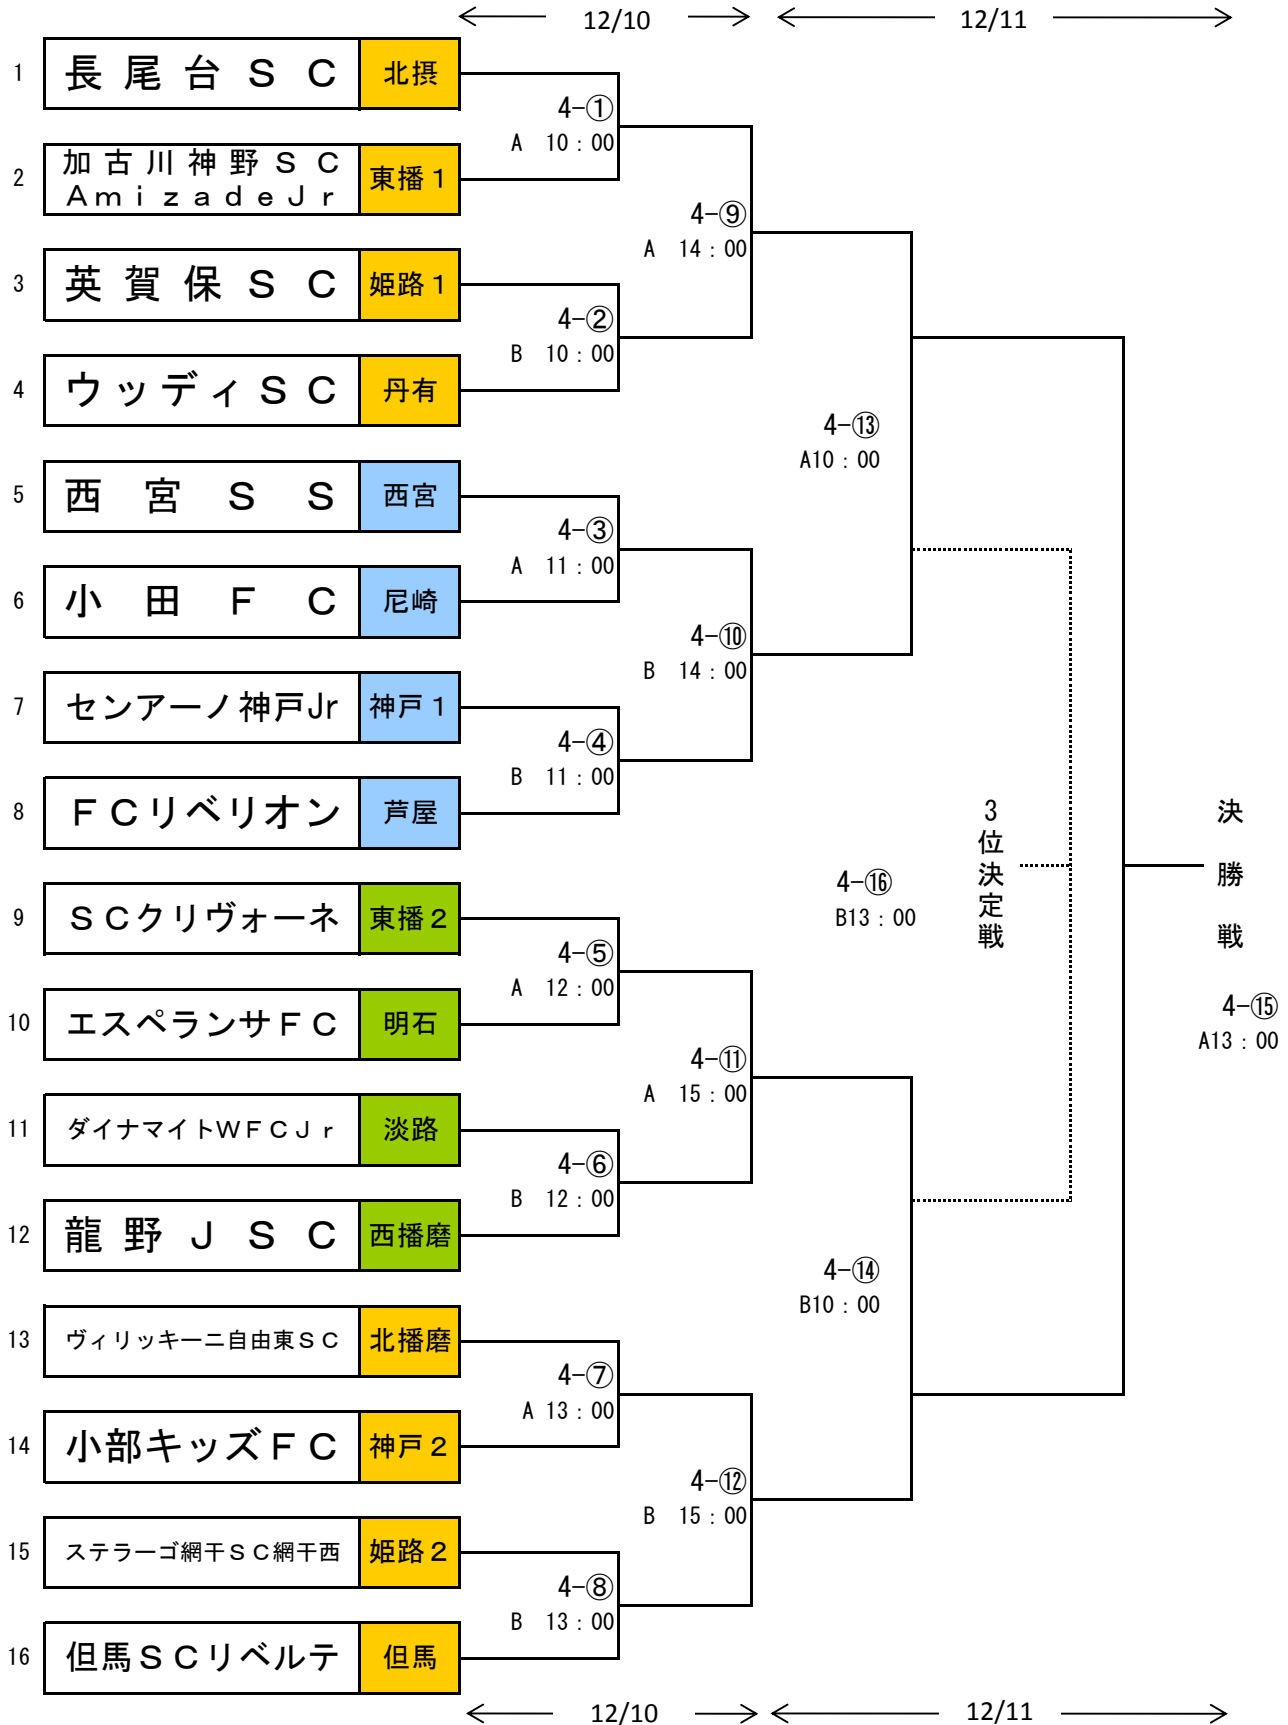 12/10
12/11
1
長尾台ＳＣ
北摂
4-①
A 10：00
2
加古川神野ＳＣ
ＡｍｉｚａｄｅＪｒ
東播１
4-⑨
A 14：00
3
英賀保ＳＣ
姫路１
4-②
B 10：00
4
ウッディＳＣ
丹有
4-⑬
A10：00
5
西宮ＳＳ
西宮
4-③
A 11：00
6
小田ＦＣ
尼崎
4-⑩
B 14：00
7
センアーノ神戸Jr
神戸１
4-④
B 11：00
8
ＦＣリベリオン
芦屋
3位決定戦
決勝戦
4-⑯
B13：00
9
ＳＣクリヴォーネ
東播２
4-⑤
A 12：00
10
エスペランサＦＣ
明石
4-⑮
A13：00
4-⑪
A 15：00
11
ダイナマイトＷＦＣＪｒ
淡路
4-⑥
B 12：00
12
龍野ＪＳＣ
西播磨
4-⑭
B10：00
13
ヴィリッキーニ自由東ＳＣ
北播磨
4-⑦
A 13：00
14
小部キッズＦＣ
神戸２
4-⑫
B 15：00
15
ステラーゴ網干ＳＣ網干西
姫路２
4-⑧
B 13：00
16
但馬ＳＣリベルテ
但馬
12/10
12/11